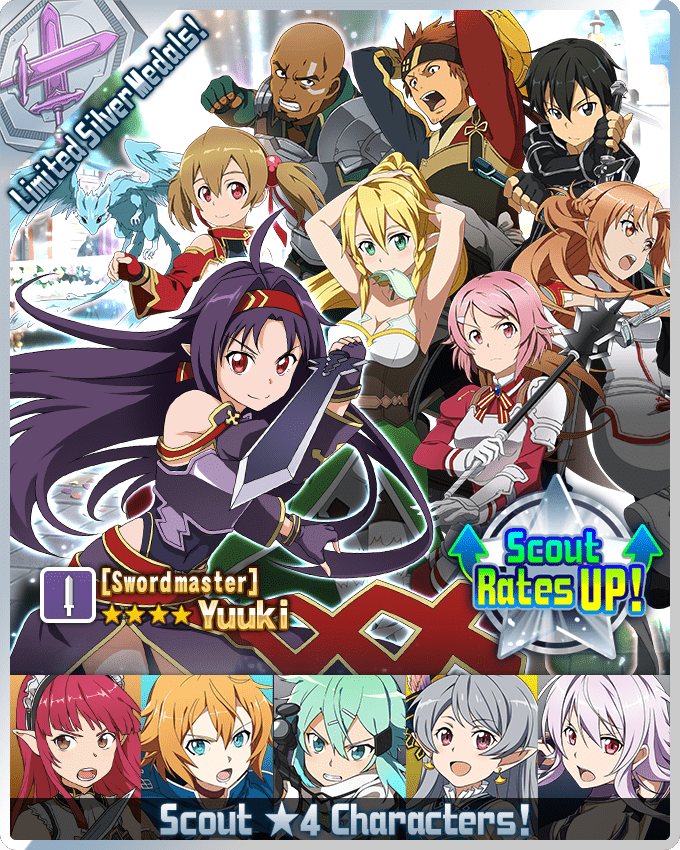 Limited Silver Medals!
Scout
Rates UP!
[Swordmaster]
★★★★ Yuuki
Scout ★4 Characters!